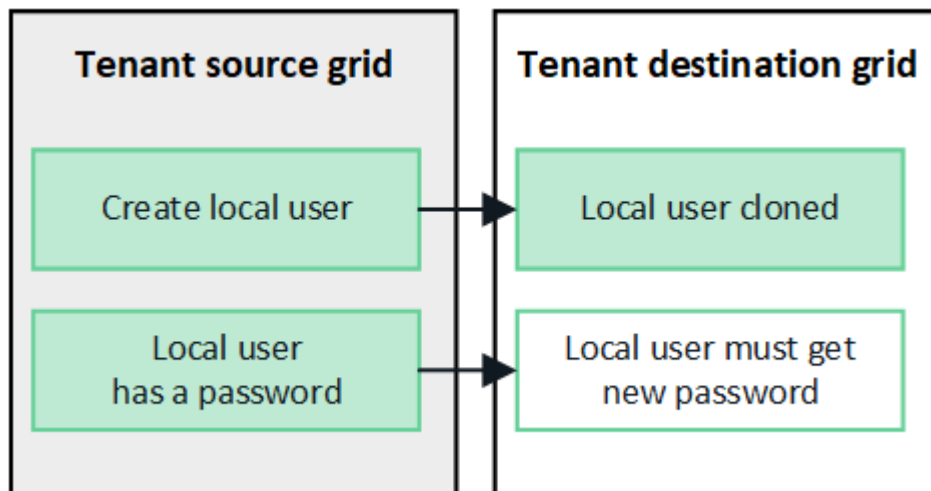 Tenant source grid
Tenant destination grid
Create local user
Local user cloned
Local user
has a password
Local user must get
new password